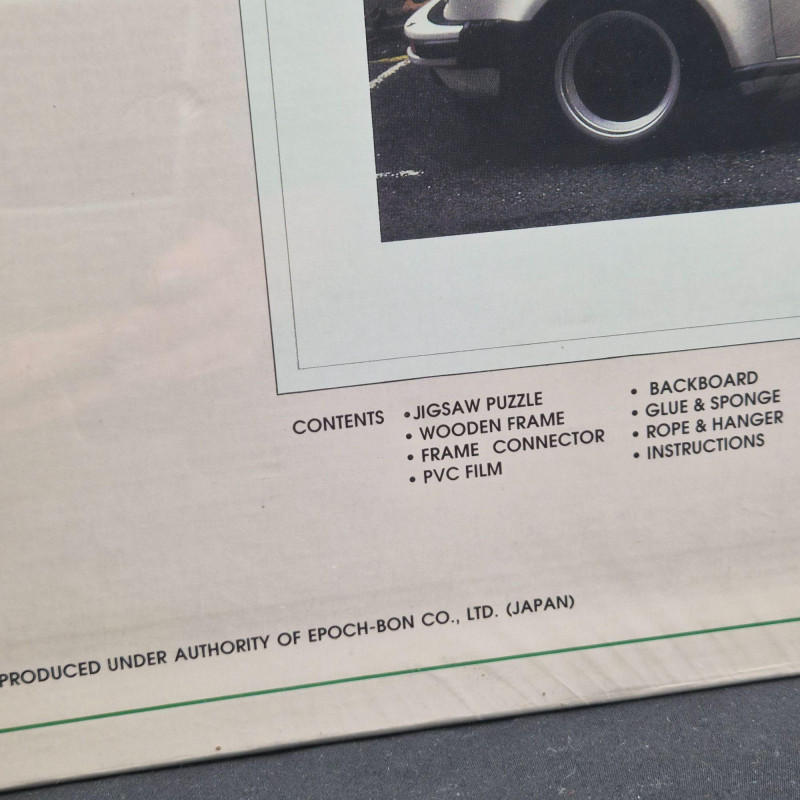 CONTENTS
• JIGSAW PUZZLE
• WOODEN FRAME
• FRAME CONNECTOR
• PVC FILM
• BACKBOARD
• GLUE & SPONGE
• ROPE & HANGER
• INSTRUCTIONS
PRODUCED UNDER AUTHORITY OF EPOCH-BON CO., LTD. (JAPAN)